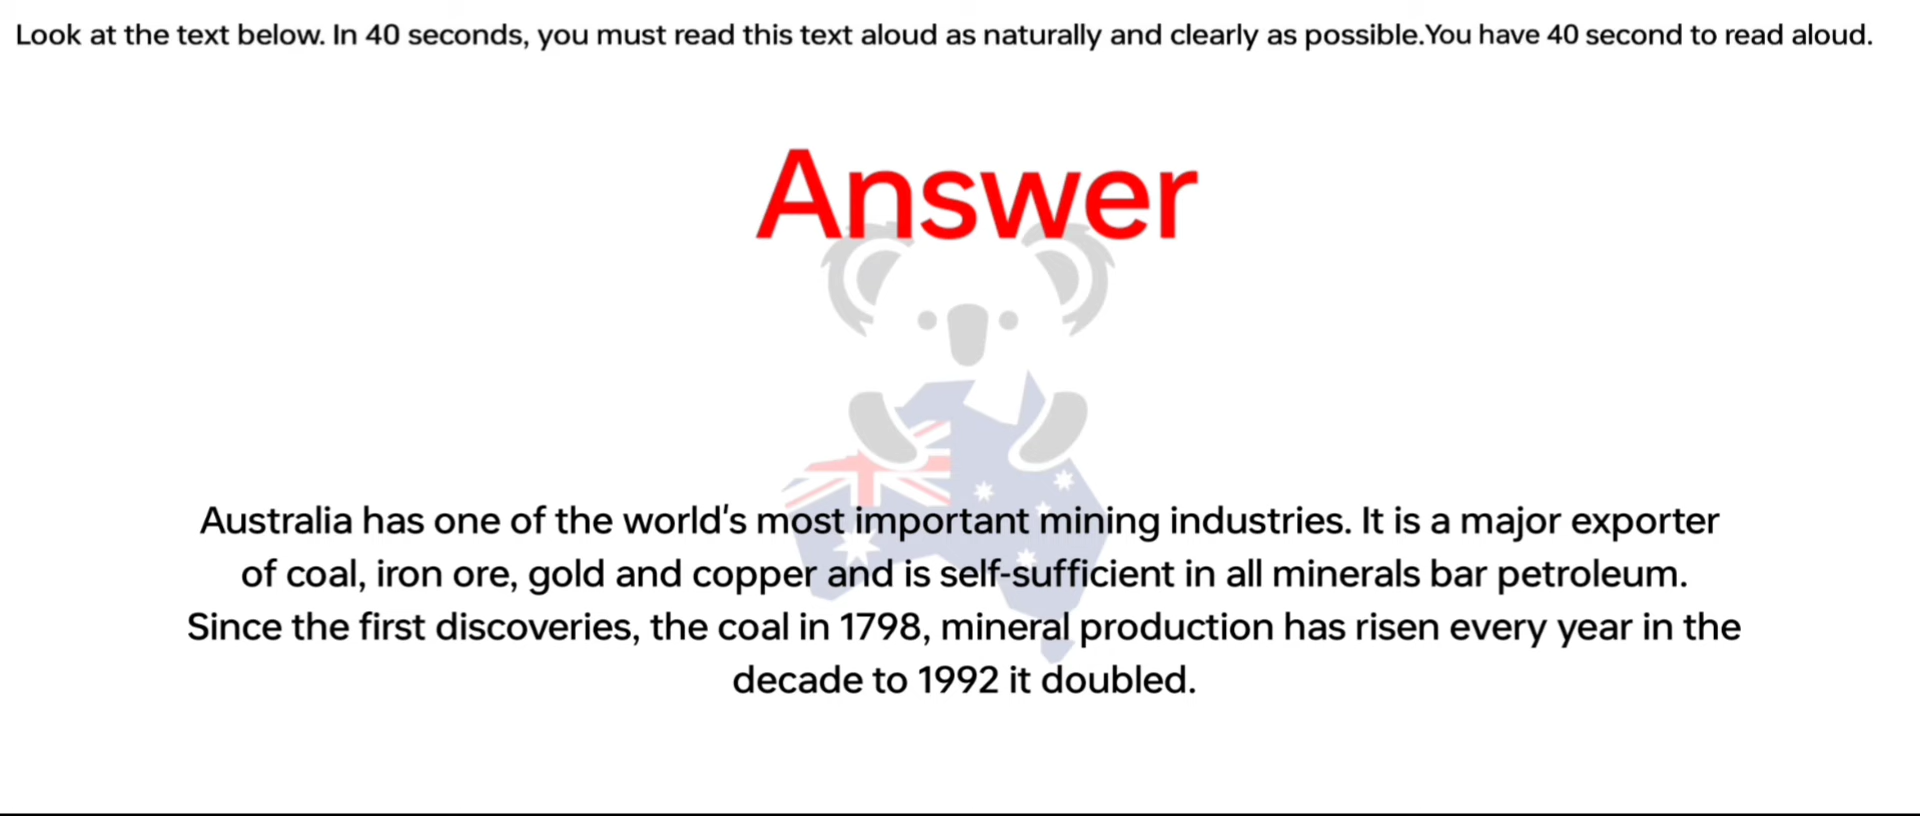 Look at the text below. In 40 seconds, you must read this text aloud as naturally and clearly as possible.You have 40 second to read aloud.
Answer
Australia has one of the world's most important mining industries. It is a major exporter
of coal, iron ore, gold and copper and is self-sufficient in all minerals bar petroleum.
Since the first discoveries, the coal in 1798, mineral production has risen every year in the
decade to 1992 it doubled.